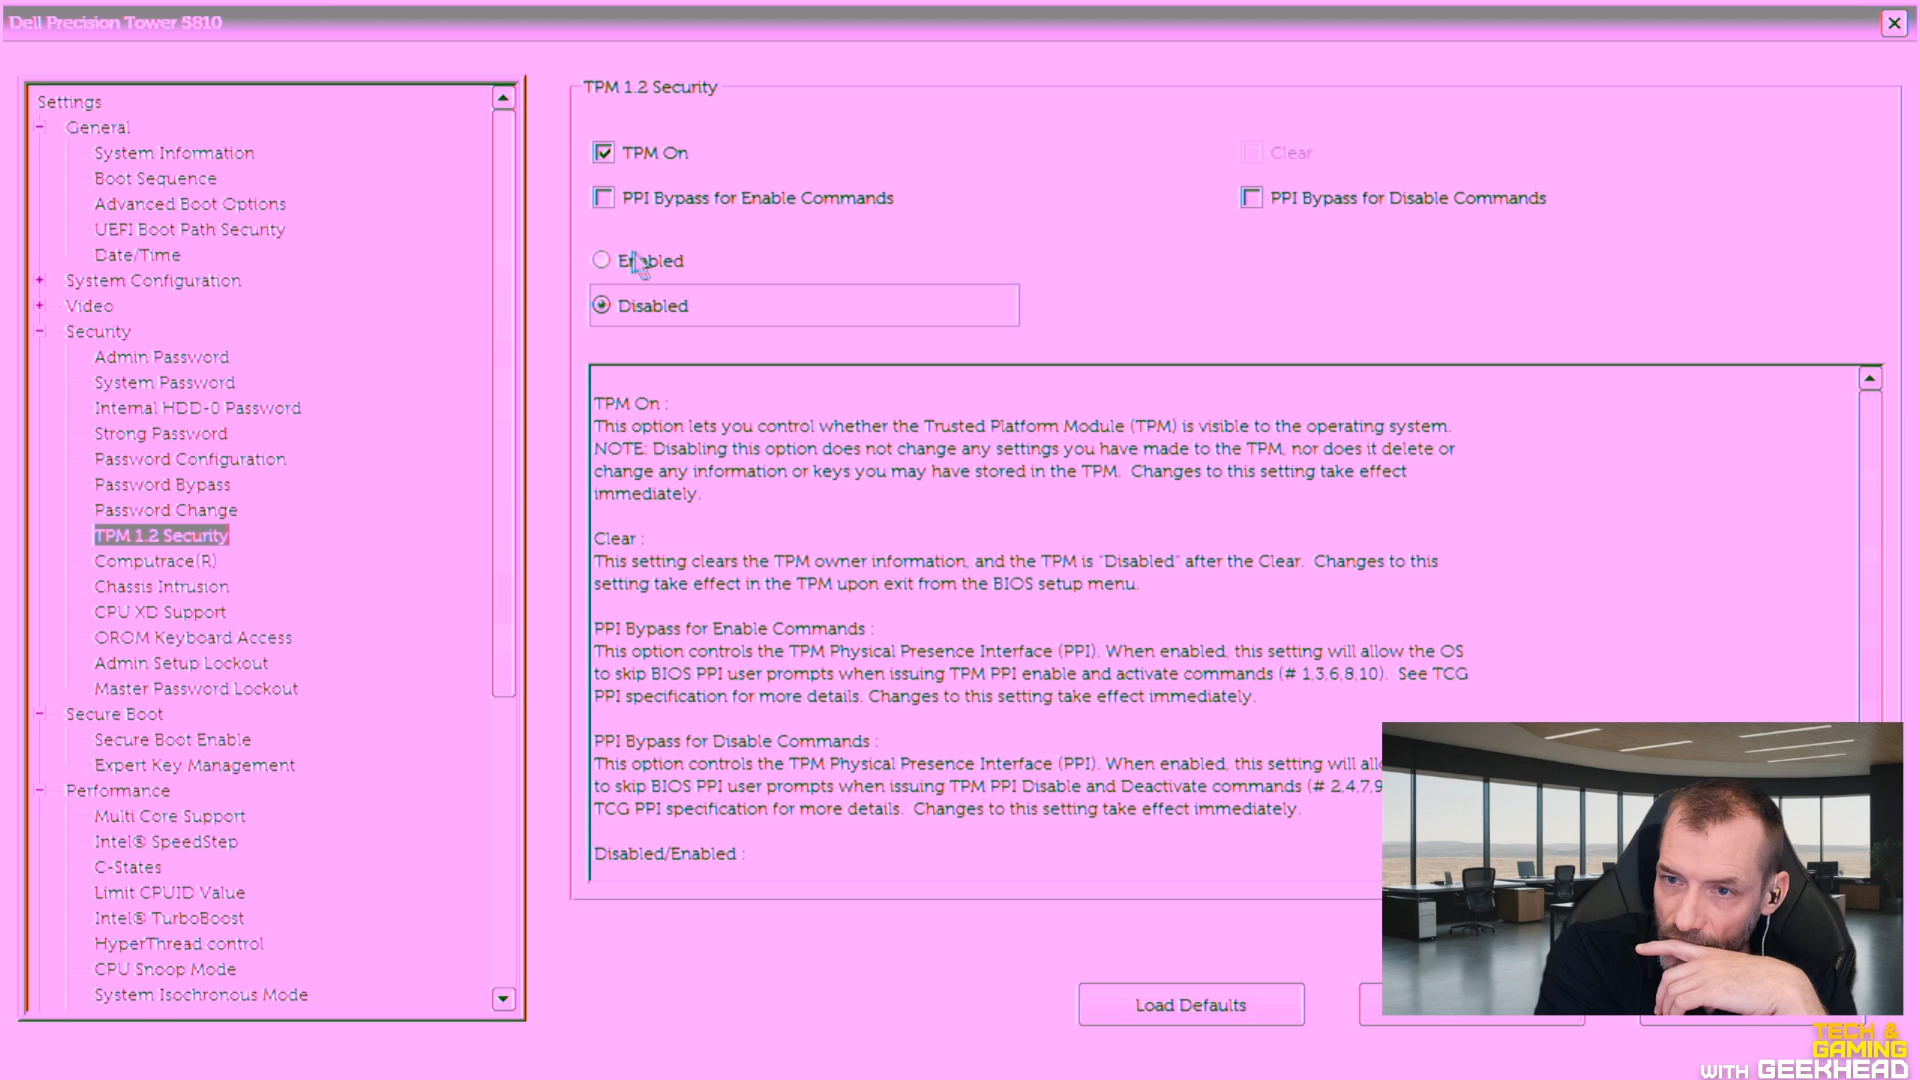 Dell Precision Tower 5810
Settings
General
System Information
Boot Sequence
Advanced Boot Options
UEFI Boot Path Security
Date/Time
System Configuration
Video
Security
Admin Password
System Password
Internal HDD-0 Password
Strong Password
Password Configuration
Password Bypass
Password Change
TPM 1.2 Security
Computrace(R)
Chassis Intrusion
CPU XD Support
OROM Keyboard Access
Admin Setup Lockout
Master Password Lockout
Secure Boot
Secure Boot Enable
Expert Key Management
Performance
Multi Core Support
Intel® SpeedStep
C-States
Limit CPUID Value
Intel® TurboBoost
HyperThread control
CPU Snoop Mode
System Isochronous Mode
TPM 1.2 Security
TPM On
Clear
PPI Bypass for Enable Commands
PPI Bypass for Disable Commands
Enabled
Disabled
TPM On :
This option lets you control whether the Trusted Platform Module (TPM) is visible to the operating system.
NOTE: Disabling this option does not change any settings you have made to the TPM, nor does it delete or
change any information or keys you may have stored in the TPM. Changes to this setting take effect
immediately.
Clear :
This setting clears the TPM owner information, and the TPM is "Disabled" after the Clear. Changes to this
setting take effect in the TPM upon exit from the BIOS setup menu.
PPI Bypass for Enable Commands :
This option controls the TPM Physical Presence Interface (PPI). When enabled, this setting will allow the OS
to skip BIOS PPI user prompts when issuing TPM PPI enable and activate commands (# 1,3,6,8,10). See TCG
PPI specification for more details. Changes to this setting take effect immediately.
PPI Bypass for Disable Commands :
This option controls the TPM Physical Presence Interface (PPI). When enabled, this setting will
to skip BIOS PPI user prompts when issuing TPM PPI Disable and Deactivate commands (# 2,4,7,9
TCG PPI specification for more details. Changes to this setting take effect immediately.
Disabled/Enabled :
Load Defaults
TECH &
GAMING
WITH GEEKHEAD